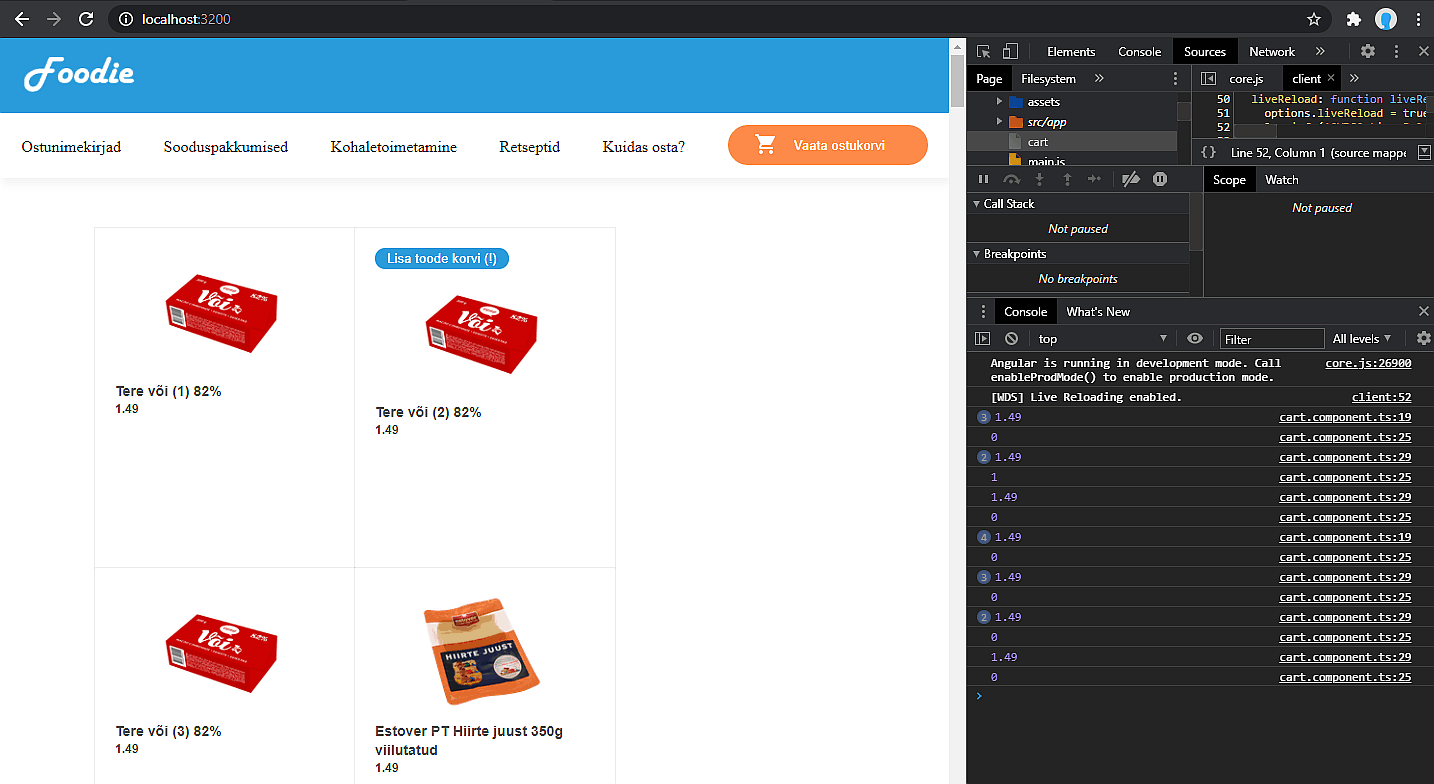 localhost:3200
Foodie
Ostunimekirjad Sooduspakkumised Kohaletoimetamine Retseptid Kuidas osta? Vaata ostukorvi
Lisa toode korvi (!)
Või
Või
Tere või (1) 82%
1.49
Tere või (2) 82%
1.49
Või
estover
HIIRTE JUUST
Tere või (3) 82%
1.49
Estover PT Hiirte juust 350g
viilutatud
1.49
Elements Console Sources Network »
Page Filesystem »
core.js client × »
assets
src/app
cart
main.js
50 liveReload: function liveRe
51 options.liveReload = true
52
{} Line 52, Column 1 (source mappe
Scope Watch
Not paused
Call Stack
Not paused
Breakpoints
No breakpoints
Console What's New
top Filter All levels
Angular is running in development mode. Call core.js:26900
enableProdMode() to enable production mode.
[WDS] Live Reloading enabled. client:52
3 1.49 cart.component.ts:19
0 cart.component.ts:25
2 1.49 cart.component.ts:29
1 cart.component.ts:25
1.49 cart.component.ts:29
0 cart.component.ts:25
4 1.49 cart.component.ts:19
0 cart.component.ts:25
3 1.49 cart.component.ts:29
0 cart.component.ts:25
2 1.49 cart.component.ts:29
0 cart.component.ts:25
1.49 cart.component.ts:29
0 cart.component.ts:25